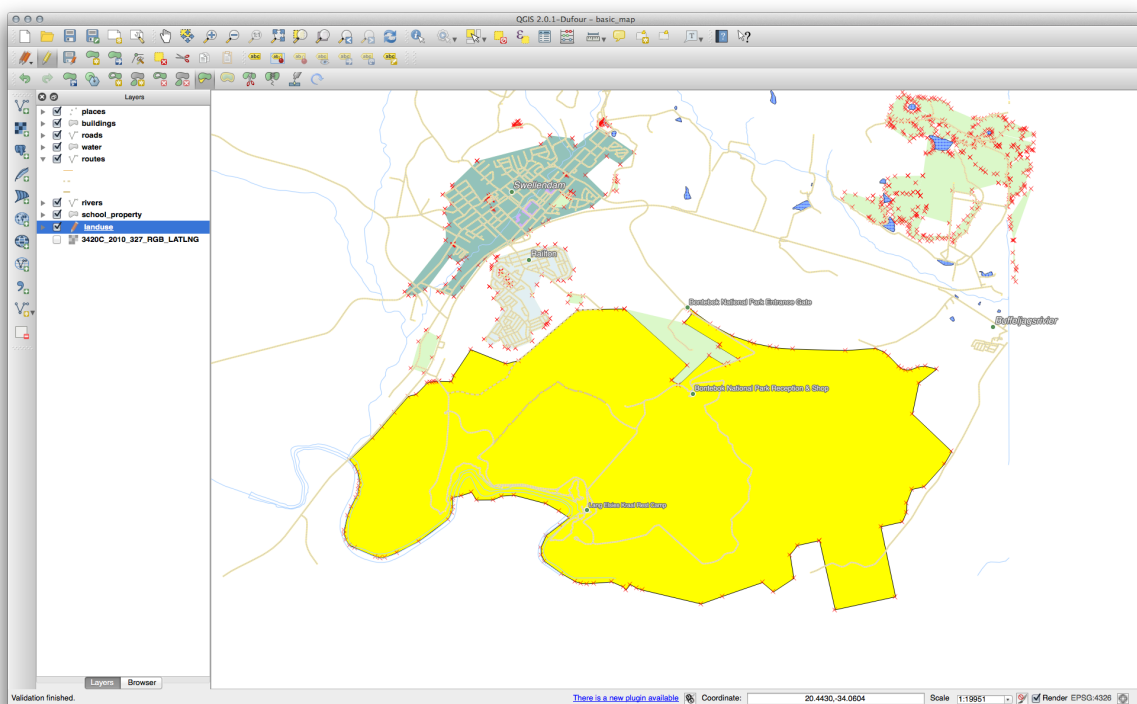 QGIS 2.0.1-Dufour – basic_map
Layers
places
buildings
roads
water
routes
rivers
school_property
landuse
3420C_2010_327_RGB_LATLNG
Swellendam
Railton
Bontebok National Park Entrance Gate
Buffeljagsrivier
Bontebok National Park Reception & Shop
Lang Elsies Kraal Rest Camp
Layers Browser
Validation finished. There is a new plugin available Coordinate: 20.4430,-34.0604 Scale 1:19951 Render EPSG:4326